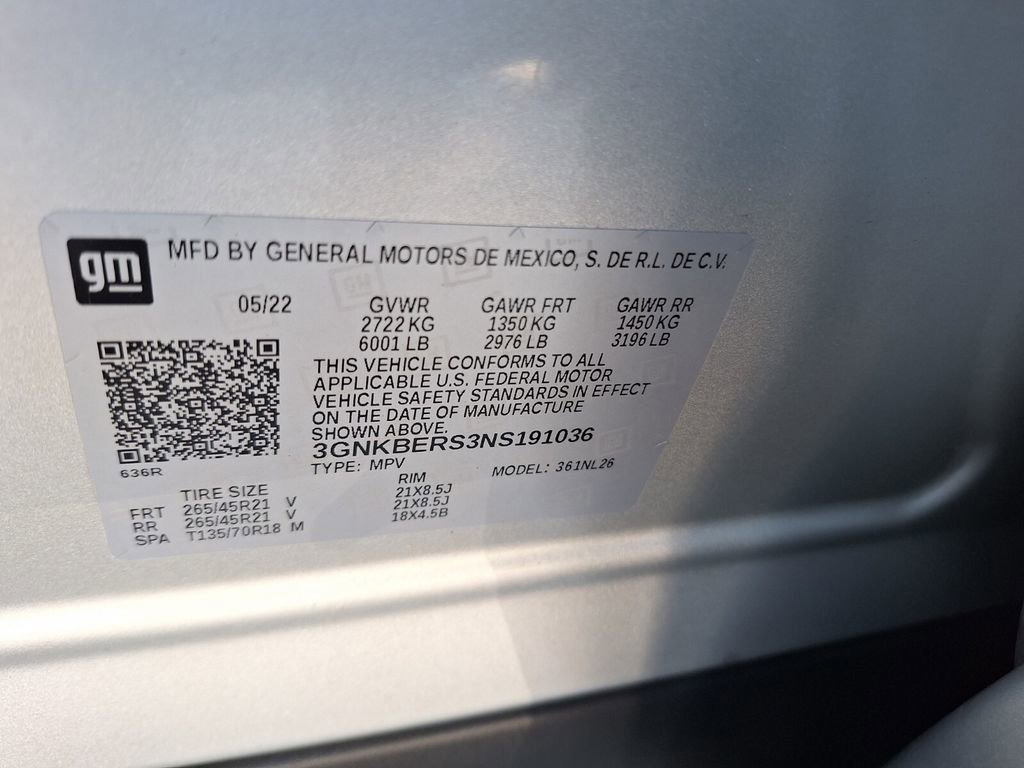 gm
MFD BY GENERAL MOTORS DE MEXICO, S. DE R.L. DE C.V.
05/22 GVWR GAWR FRT GAWR RR
2722 KG 1350 KG 1450 KG
6001 LB 2976 LB 3196 LB
THIS VEHICLE CONFORMS TO ALL
APPLICABLE U.S. FEDERAL MOTOR
VEHICLE SAFETY STANDARDS IN EFFECT
ON THE DATE OF MANUFACTURE
SHOWN ABOVE.
3GNKBERS3NS191036
636R
TYPE: MPV MODEL: 361NL26
TIRE SIZE RIM
FRT 265/45R21 V 21X8.5J
RR 265/45R21 V 21X8.5J
SPA T135/70R18 M 18X4.5B